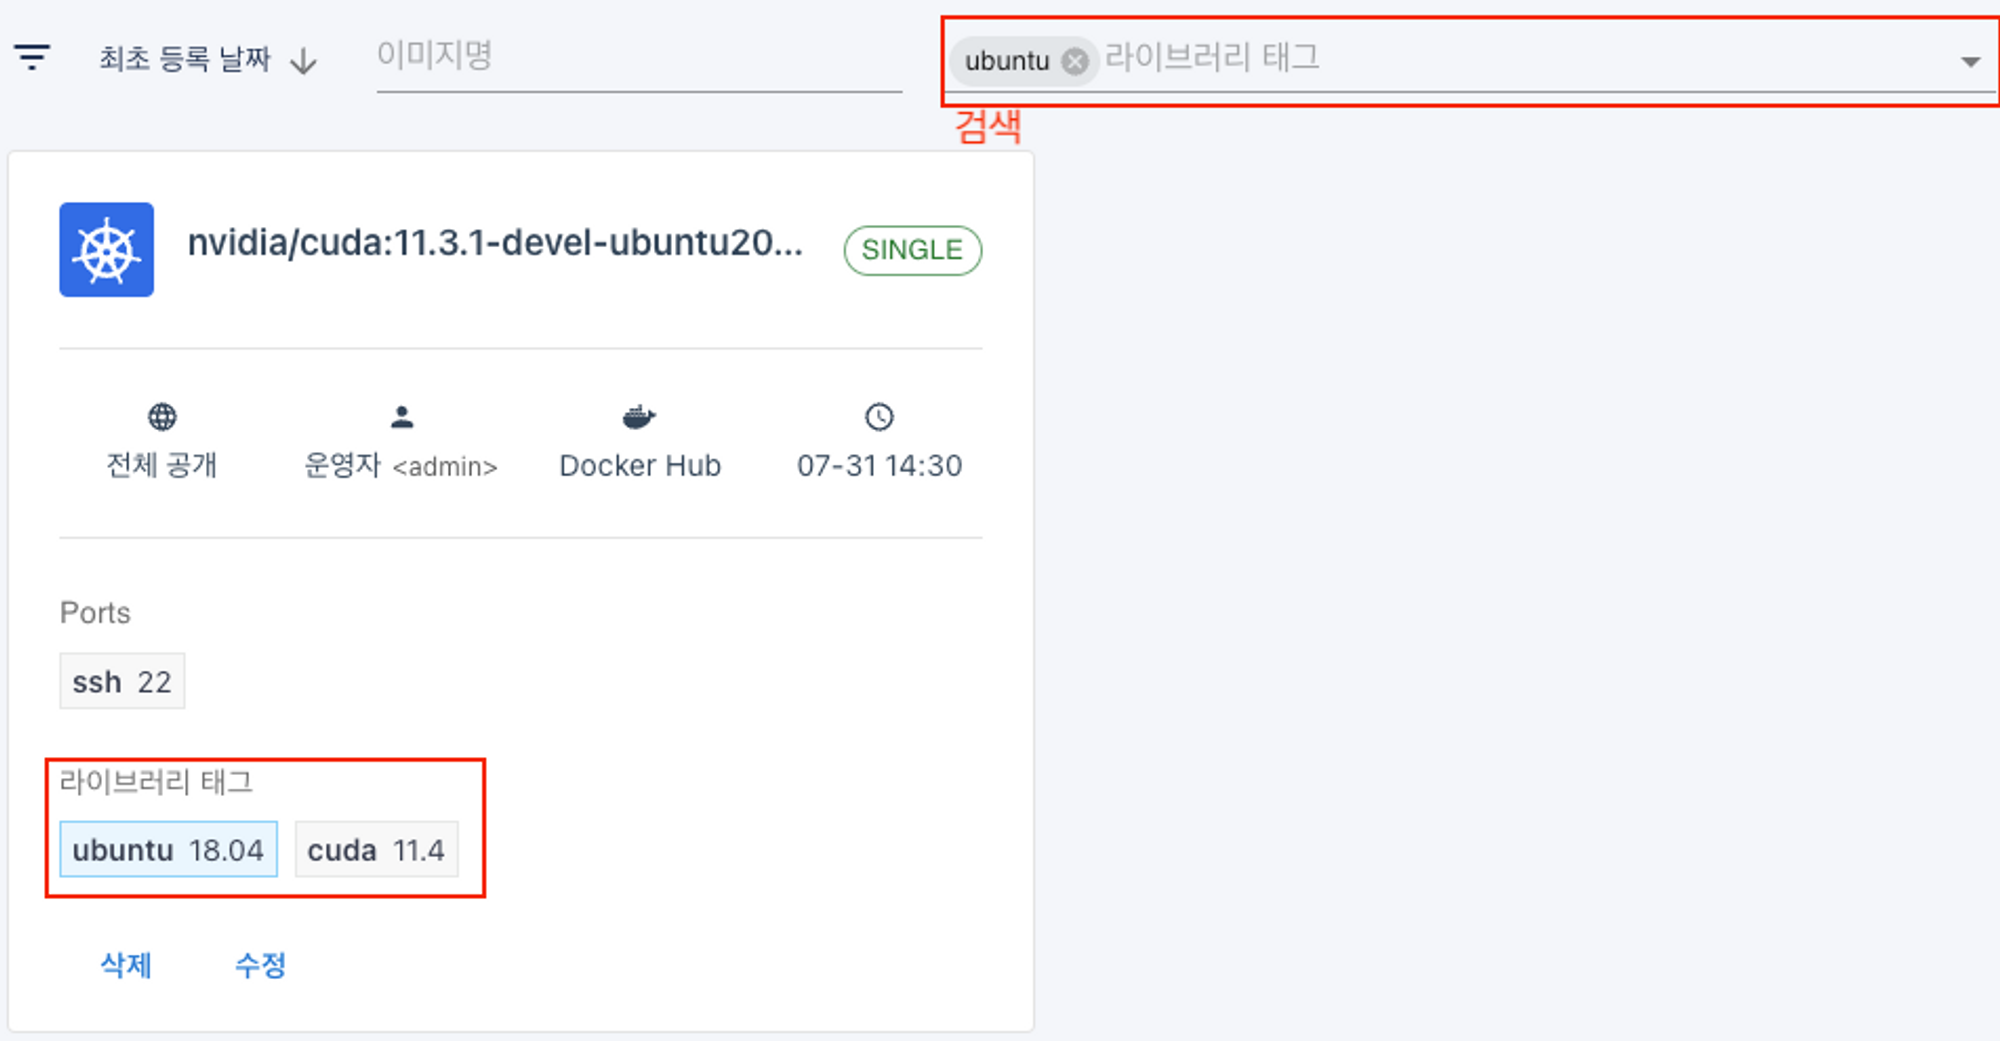 최초 등록 날짜 이미지명 ubuntu 라이브러리 태그
검색
nvidia/cuda:11.3.1-devel-ubuntu20... SINGLE
전체 공개 운영자 <admin> Docker Hub 07-31 14:30
Ports
ssh 22
라이브러리 태그
ubuntu 18.04 cuda 11.4
삭제 수정